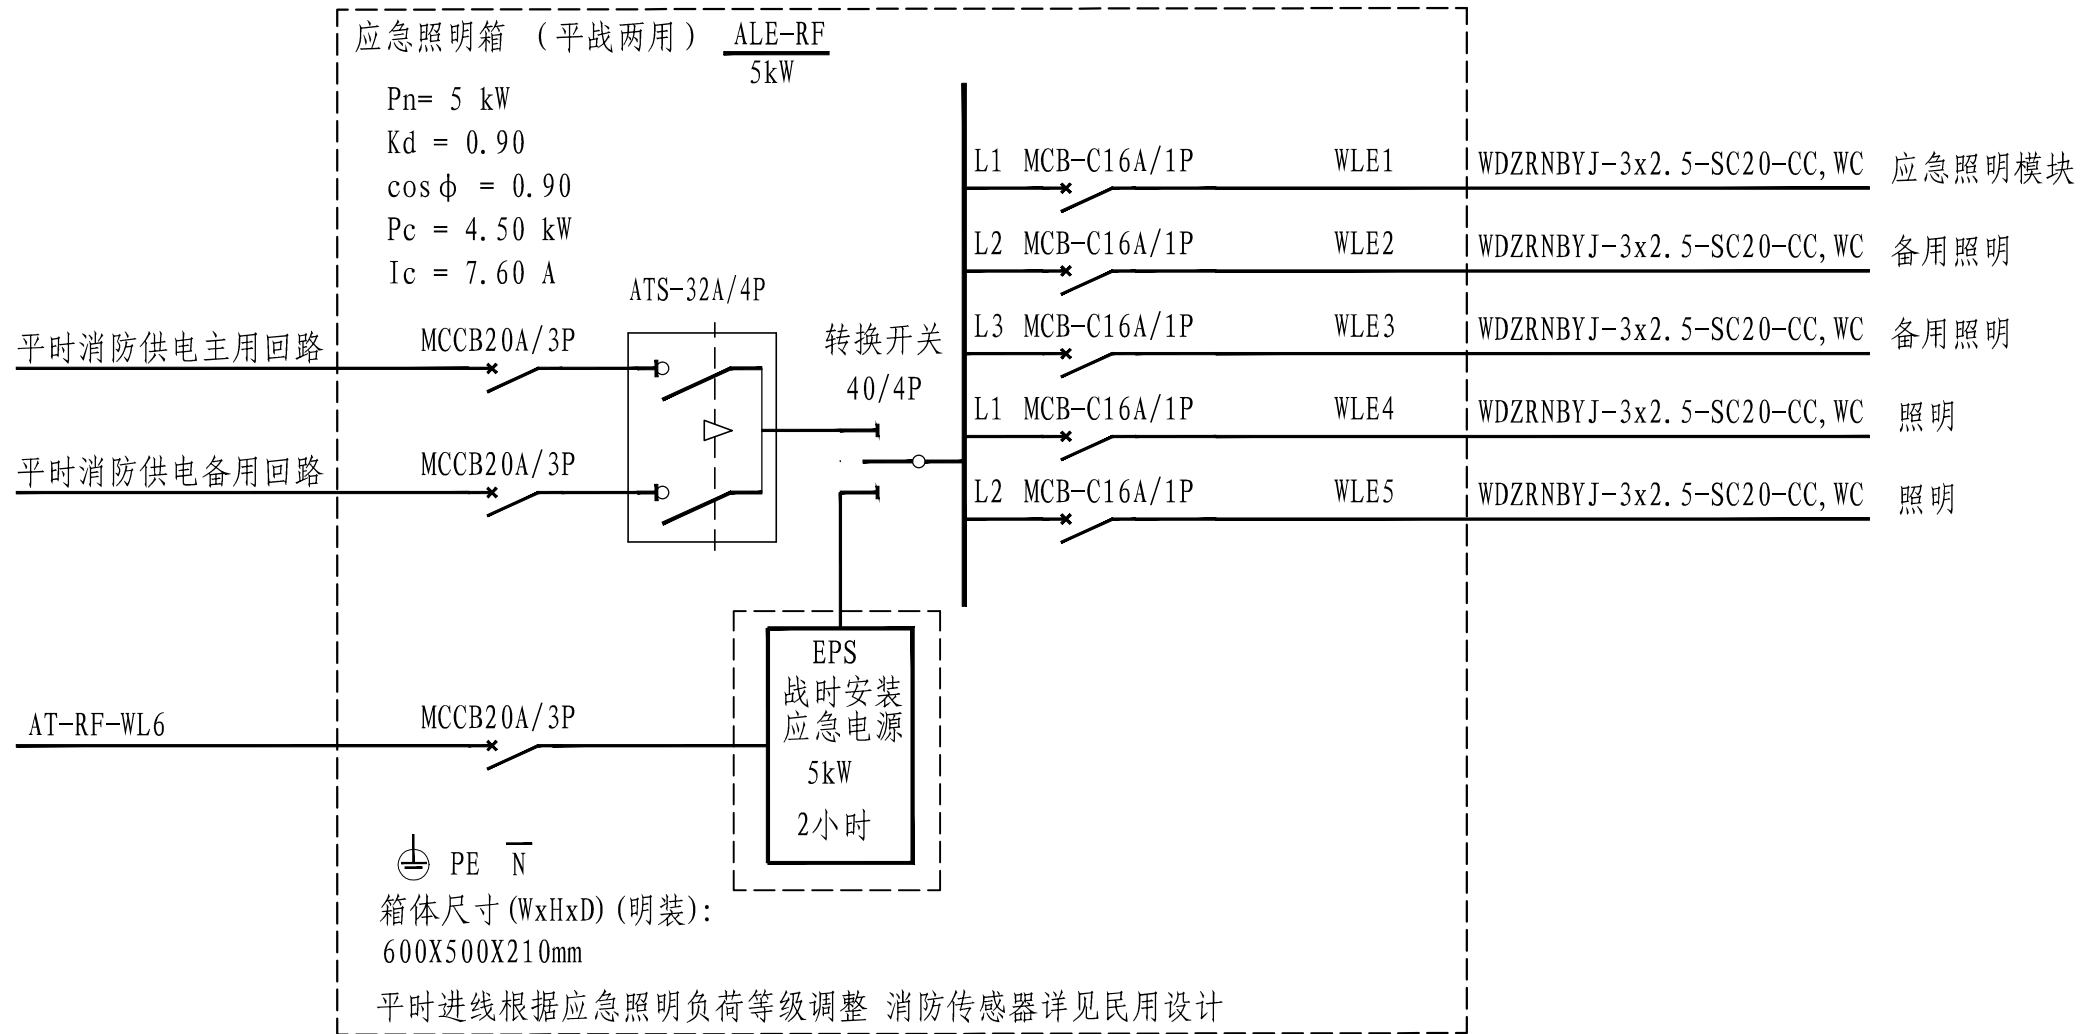 应急照明箱 (平战两用) ALE-RF
5kW
Pn= 5 kW
Kd = 0.90
cosϕ = 0.90
Pc = 4.50 kW
Ic = 7.60 A
ATS-32A/4P
平时消防供电主用回路 MCCB20A/3P
转换开关
40/4P
平时消防供电备用回路 MCCB20A/3P
L1 MCB-C16A/1P WLE1 WDZRNBYJ-3x2.5-SC20-CC,WC 应急照明模块
L2 MCB-C16A/1P WLE2 WDZRNBYJ-3x2.5-SC20-CC,WC 备用照明
L3 MCB-C16A/1P WLE3 WDZRNBYJ-3x2.5-SC20-CC,WC 备用照明
L1 MCB-C16A/1P WLE4 WDZRNBYJ-3x2.5-SC20-CC,WC 照明
L2 MCB-C16A/1P WLE5 WDZRNBYJ-3x2.5-SC20-CC,WC 照明
AT-RF-WL6 MCCB20A/3P
EPS
战时安装
应急电源
5kW
2小时
PE N
箱体尺寸(WxHxD)(明装):
600X500X210mm
平时进线根据应急照明负荷等级调整 消防传感器详见民用设计